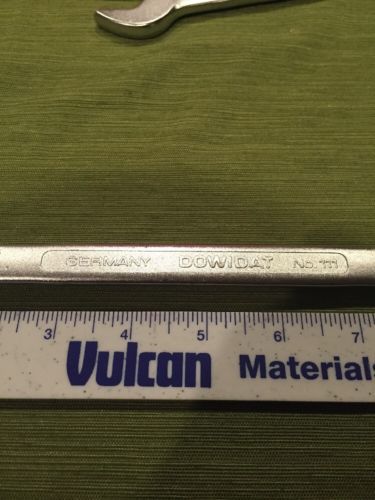 GERMANY DOWIDAT No. 111
3 4 5 6 7
Vulcan Materials